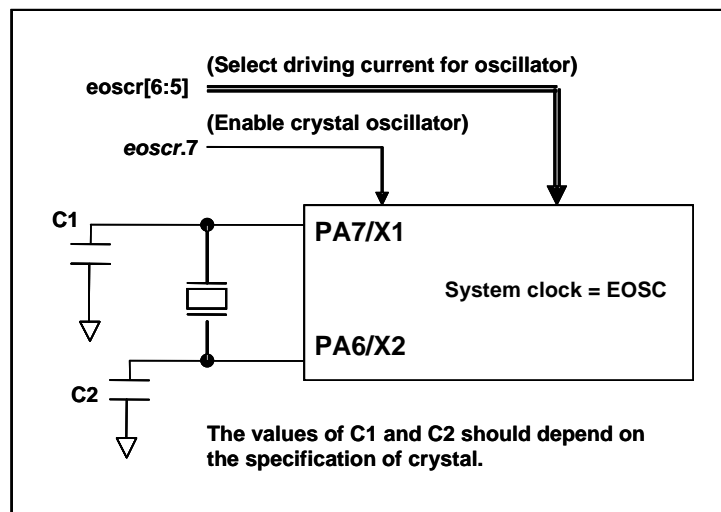 (Select driving current for oscillator)
eoscr[6:5]
(Enable crystal oscillator)
eoscr.7
C1
PA7/X1
System clock = EOSC
PA6/X2
C2
The values of C1 and C2 should depend on
the specification of crystal.